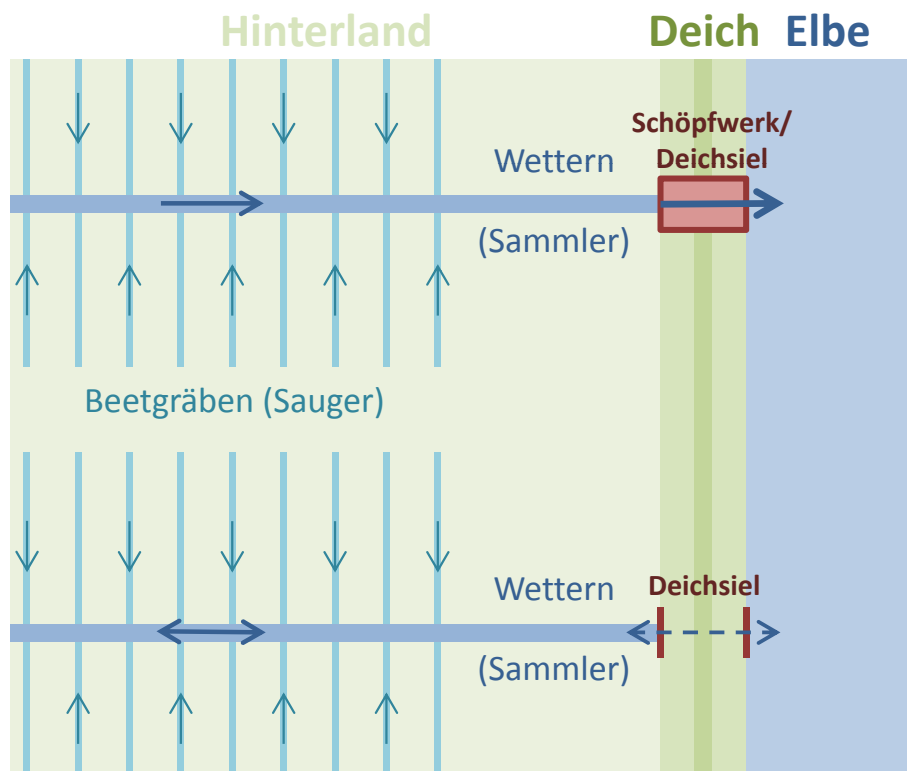 Hinterland
Deich
Elbe
Schöpfwerk/
Deichsiel
Wettern
(Sammler)
Beetgräben (Sauger)
Wettern
Deichsiel
(Sammler)